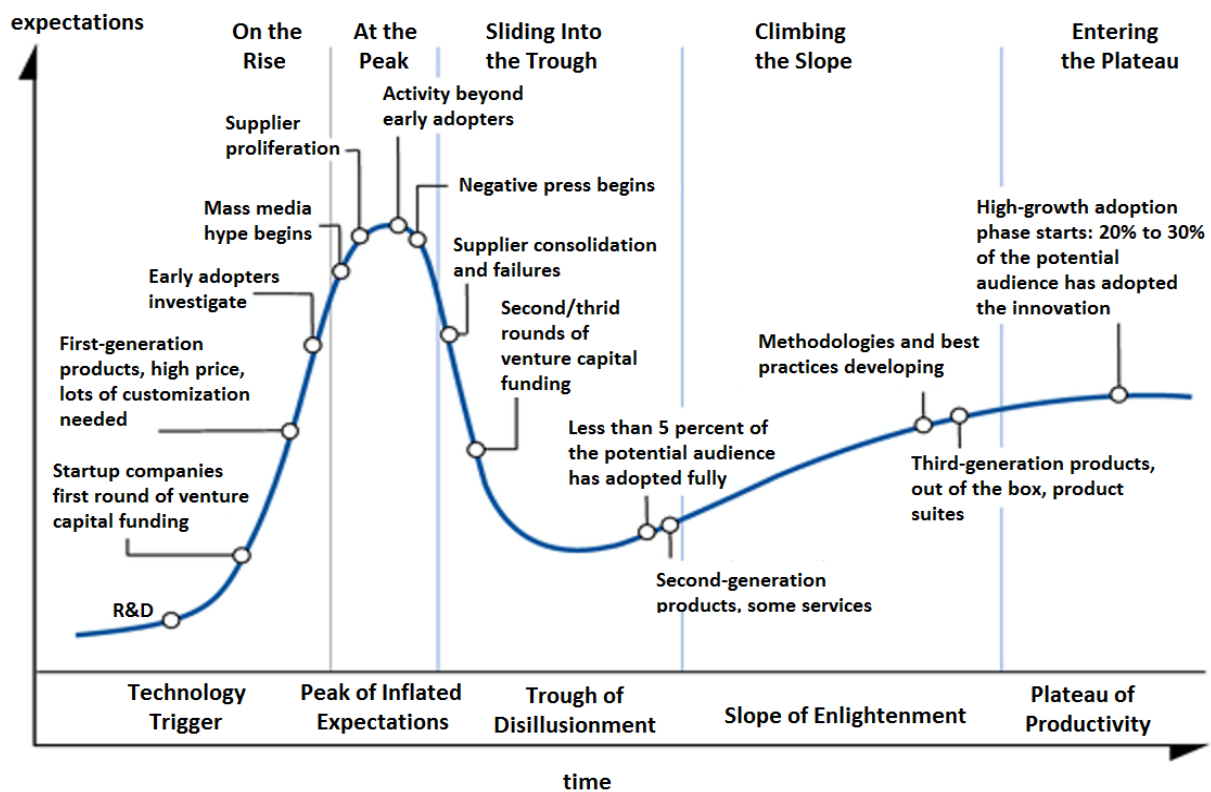 expectations
On the
Rise
At the
Peak
Sliding Into
the Trough
Climbing
the Slope
Entering
the Plateau
Activity beyond
early adopters
Supplier
proliferation
Negative press begins
Mass media
hype begins
High-growth adoption
phase starts: 20% to 30%
of the potential
audience has adopted
the innovation
Supplier consolidation
and failures
Early adopters
investigate
Second/thrid
rounds of
venture capital
funding
First-generation
products, high price,
lots of customization
needed
Methodologies and best
practices developing
Less than 5 percent of
the potential audience
has adopted fully
Startup companies
first round of venture
capital funding
Third-generation products,
out of the box, product
suites
Second-generation
products, some services
R&D
Technology
Trigger
Peak of Inflated
Expectations
Trough of
Disillusionment
Slope of Enlightenment
Plateau of
Productivity
time